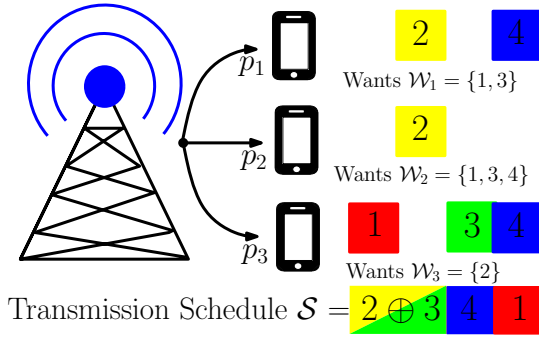 p₁ 2 4
Wants 𝒲₁ = {1, 3}
p₂ 2
Wants 𝒲₂ = {1, 3, 4}
p₃ 1 3 4
Wants 𝒲₃ = {2}
Transmission Schedule 𝓢 = 2 ⊕ 3 4 1